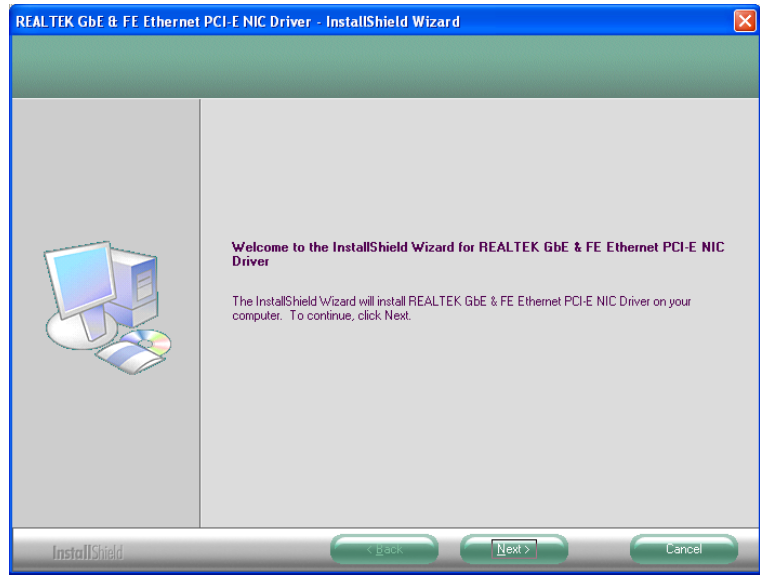 REALTEK GbE & FE Ethernet PCI-E NIC Driver - InstallShield Wizard
Welcome to the InstallShield Wizard for REALTEK GbE & FE Ethernet PCI-E NIC
Driver
The InstallShield Wizard will install REALTEK GbE & FE Ethernet PCI-E NIC Driver on your
computer. To continue, click Next.
InstallShield
< Back
Next >
Cancel